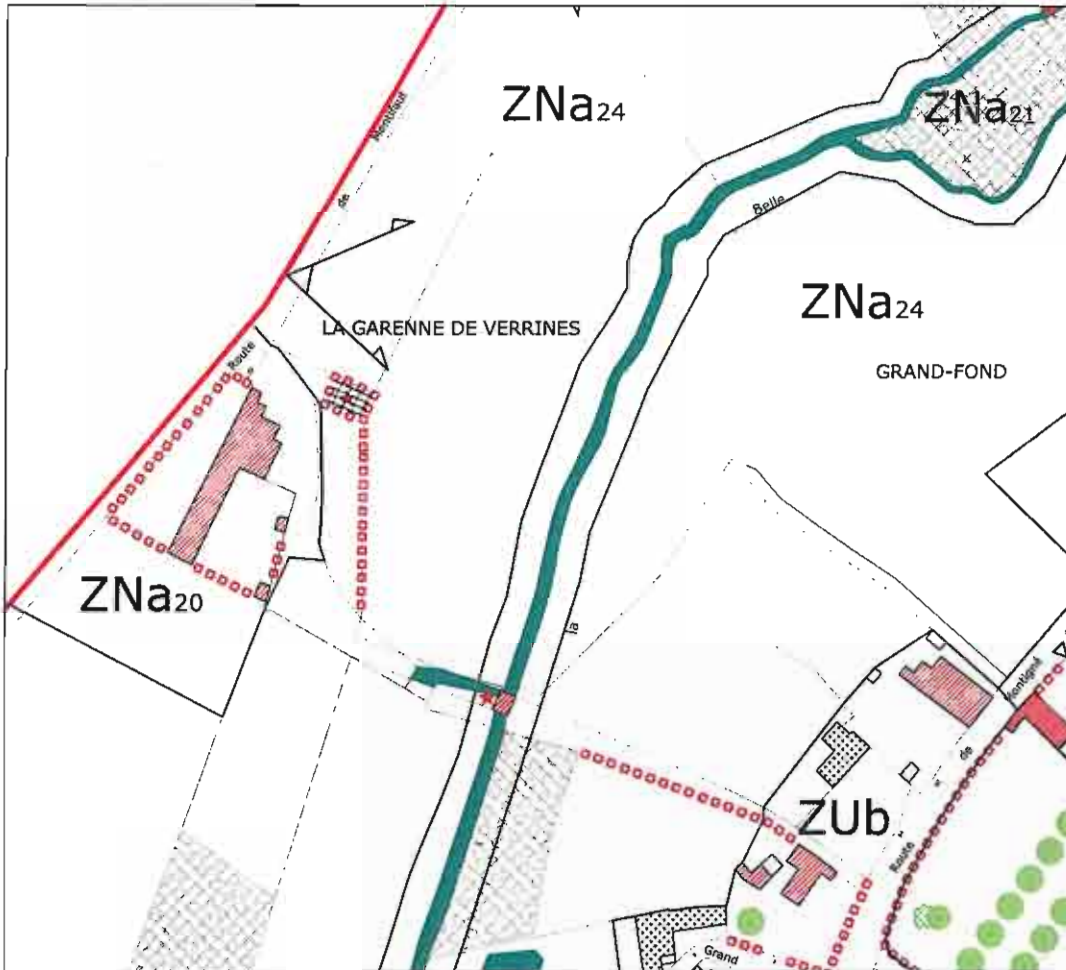 ZNa24
ZNa21
Montifaut
de
Belle
ZNa24
LA GARENNE DE VERRINES
Route
GRAND-FOND
ZNa20
la
Montigné
de
ZUb
Route
Grand